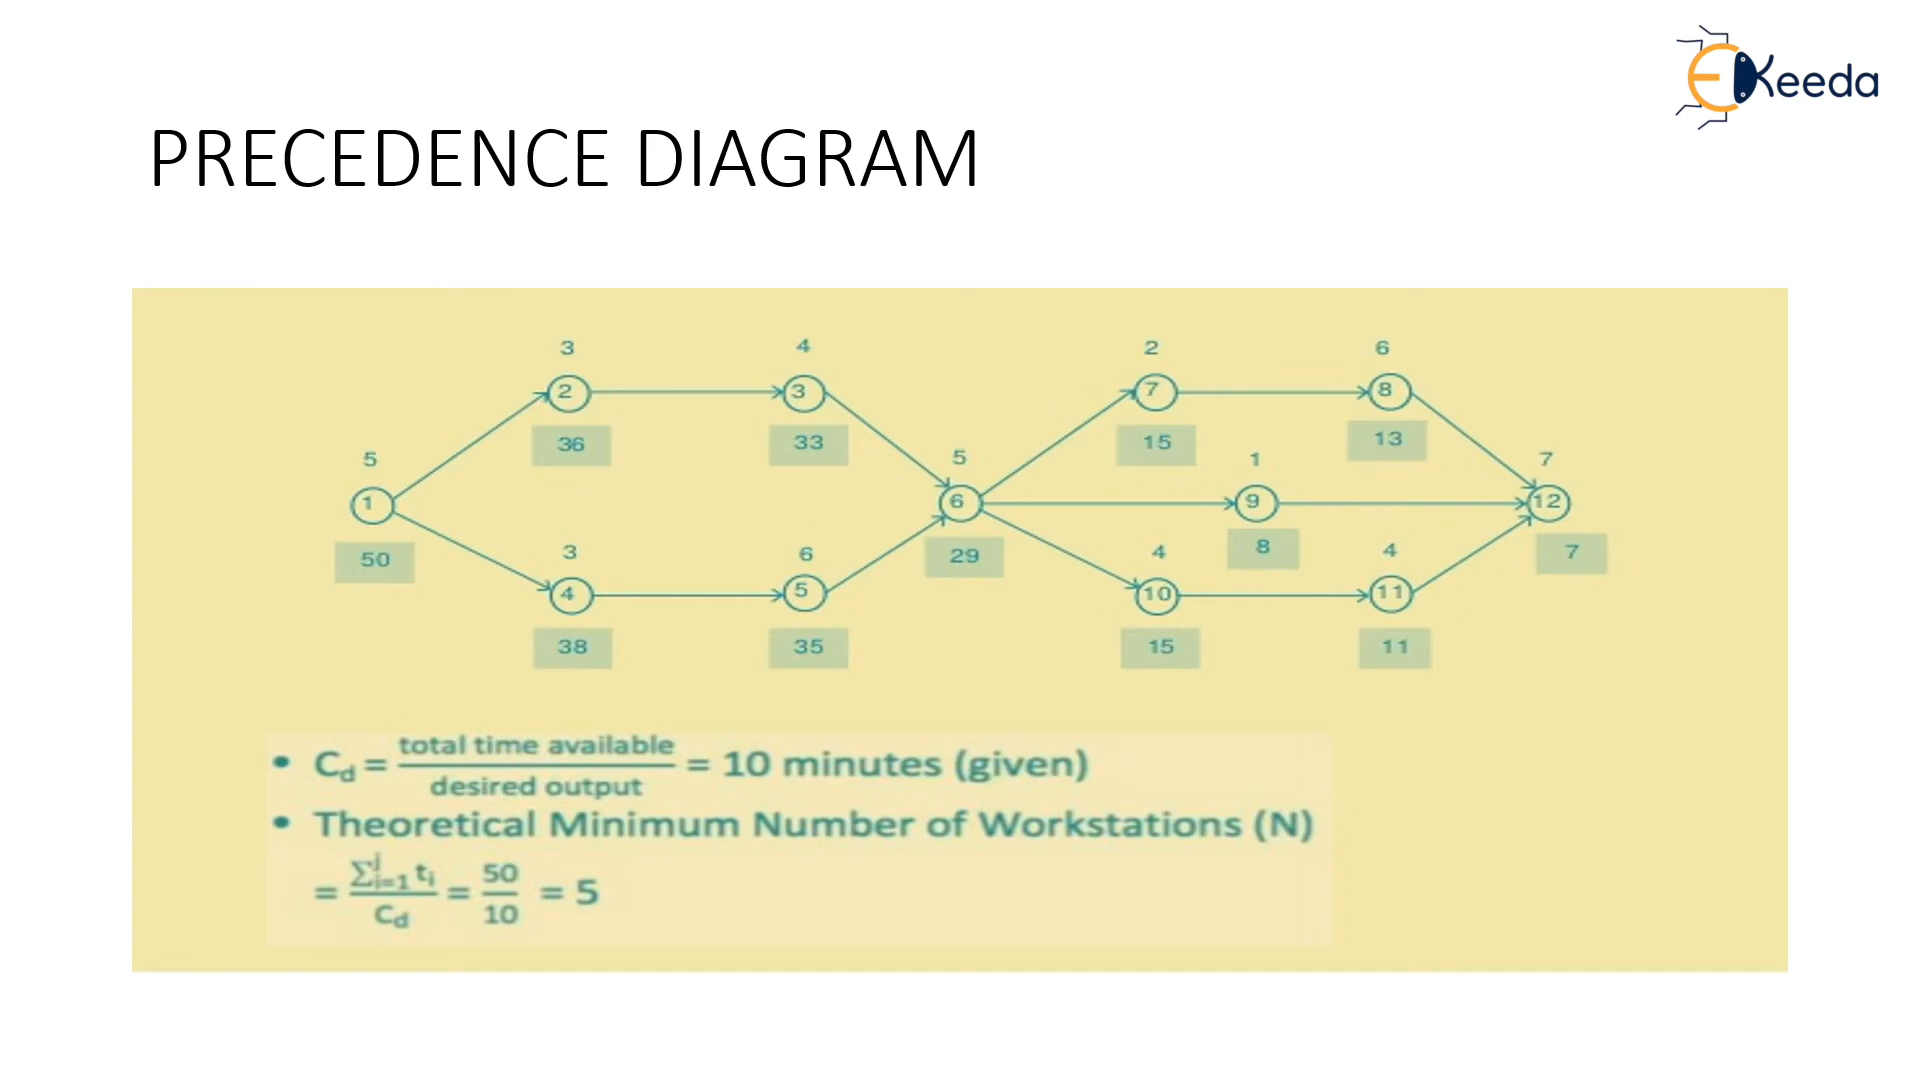 EKeeda
PRECEDENCE DIAGRAM
3 4 2 6
2 3 7 8
36 33 15 13
5 5 1 7
1 6 9 12
50 29 8 7
3 6 4 4
4 5 10 11
38 35 15 11
• Cd = total time available / desired output = 10 minutes (given)
• Theoretical Minimum Number of Workstations (N)
= Σ^j_{i=1} ti / Cd = 50 / 10 = 5